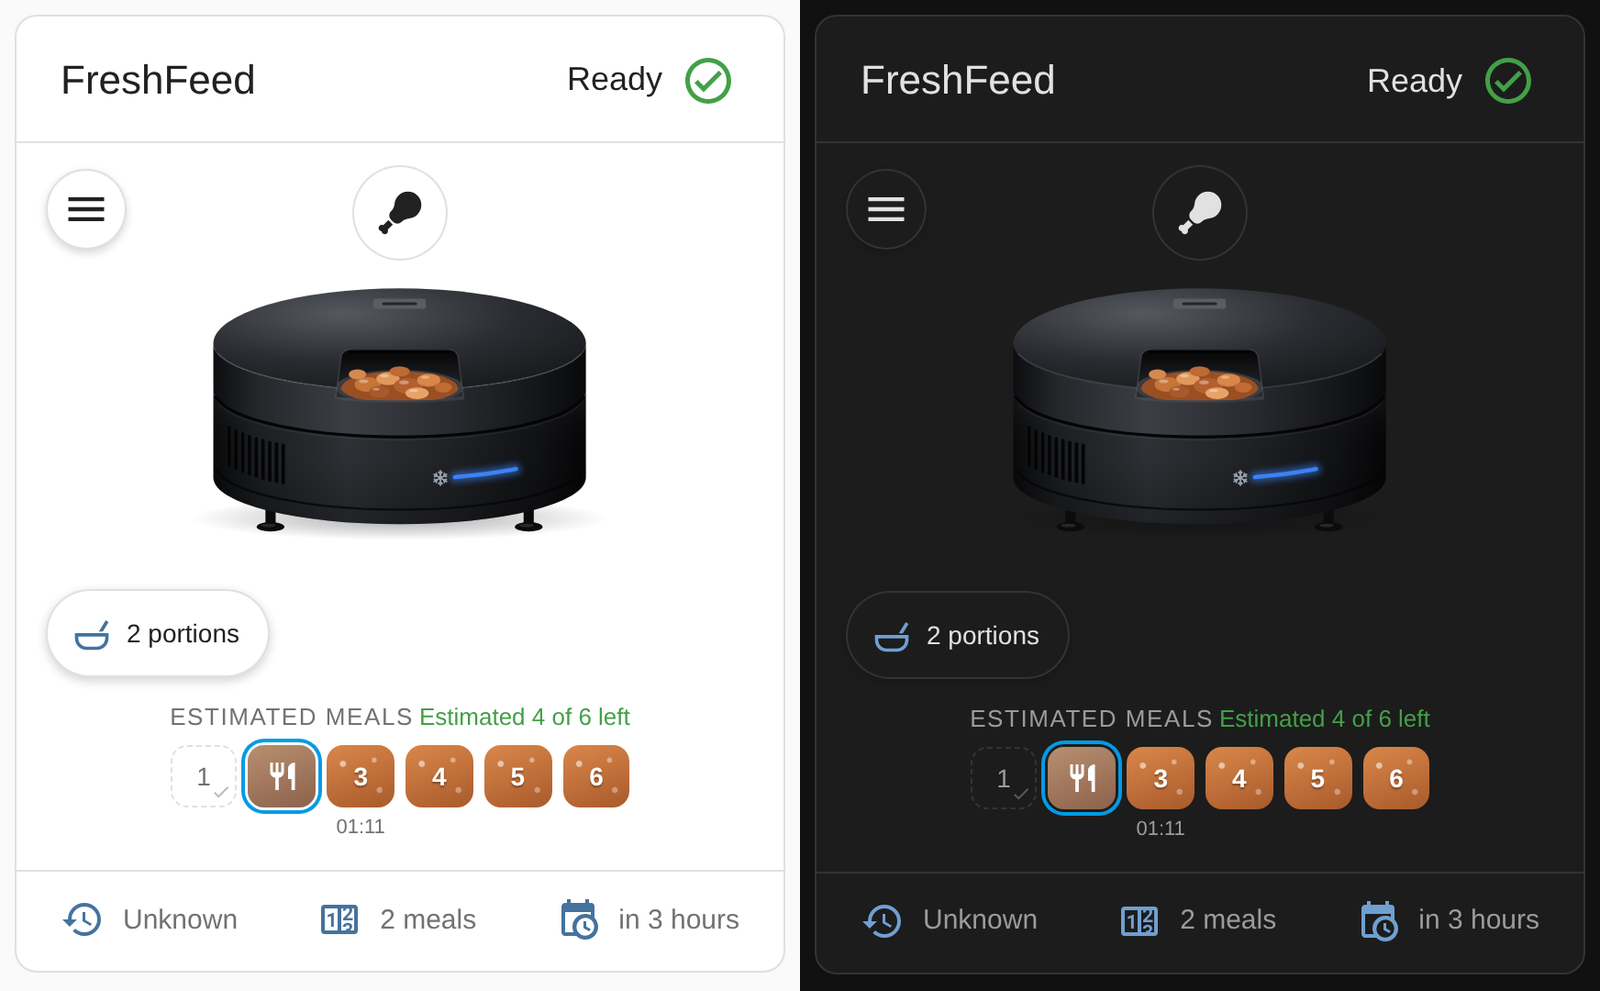 FreshFeed Ready
2 portions
ESTIMATED MEALS Estimated 4 of 6 left
1 3 4 5 6
01:11
Unknown 2 meals in 3 hours
FreshFeed Ready
2 portions
ESTIMATED MEALS Estimated 4 of 6 left
1 3 4 5 6
01:11
Unknown 2 meals in 3 hours